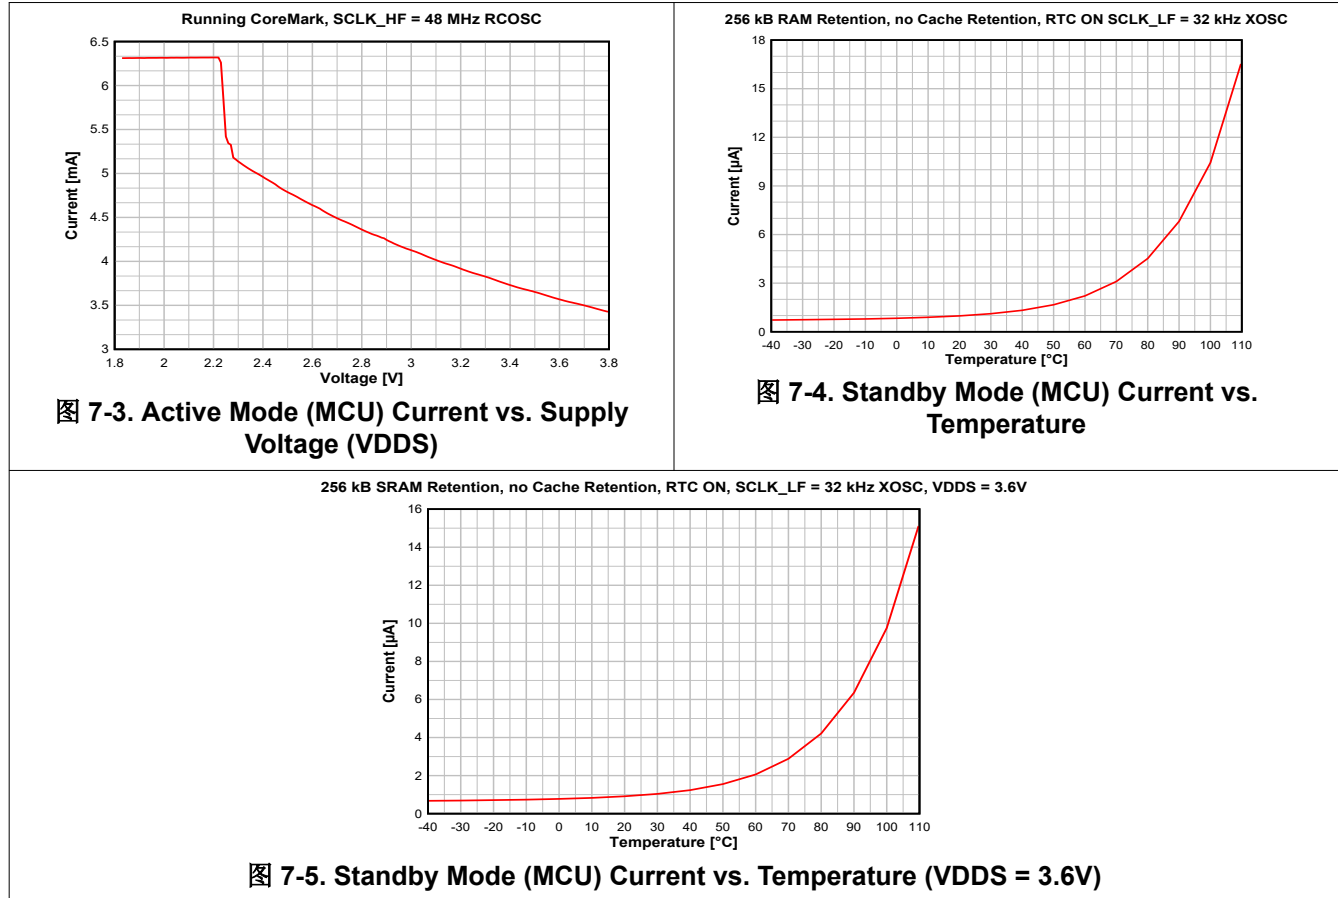 Running CoreMark, SCLK_HF = 48 MHz RCOSC
6.5
6
5.5
5
4.5
4
3.5
3
Current [mA]
1.8 2 2.2 2.4 2.6 2.8 3 3.2 3.4 3.6 3.8
Voltage [V]
图 7-3. Active Mode (MCU) Current vs. Supply
Voltage (VDDS)
256 kB RAM Retention, no Cache Retention, RTC ON SCLK_LF = 32 kHz XOSC
18
15
12
9
6
3
0
Current [µA]
-40 -30 -20 -10 0 10 20 30 40 50 60 70 80 90 100 110
Temperature [°C]
图 7-4. Standby Mode (MCU) Current vs.
Temperature
256 kB SRAM Retention, no Cache Retention, RTC ON, SCLK_LF = 32 kHz XOSC, VDDS = 3.6V
16
14
12
10
8
6
4
2
0
Current [µA]
-40 -30 -20 -10 0 10 20 30 40 50 60 70 80 90 100 110
Temperature [°C]
图 7-5. Standby Mode (MCU) Current vs. Temperature (VDDS = 3.6V)